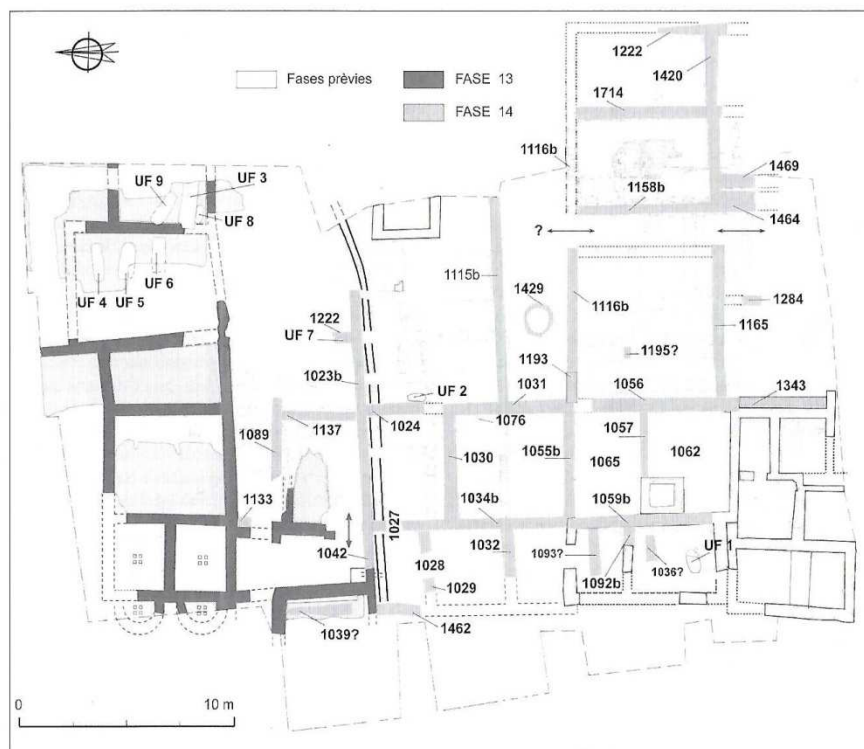 1222
1420
Fases prèvies
FASE 13
FASE 14
1714
1116b
1469
UF 9
UF 3
UF 8
1158b
1464
?
UF 6
UF 4
UF 5
1115b
1429
1116b
1284
1222
UF 7
1165
1193
1195?
1023b
UF 2
1031
1056
1343
1137
1024
1076
1057
1089
1030
1055b
1062
1065
1133
1034b
1059b
1027
1042
1028
1032
1093?
UF 1
1029
1092b
1036?
1039?
1462
0
10 m